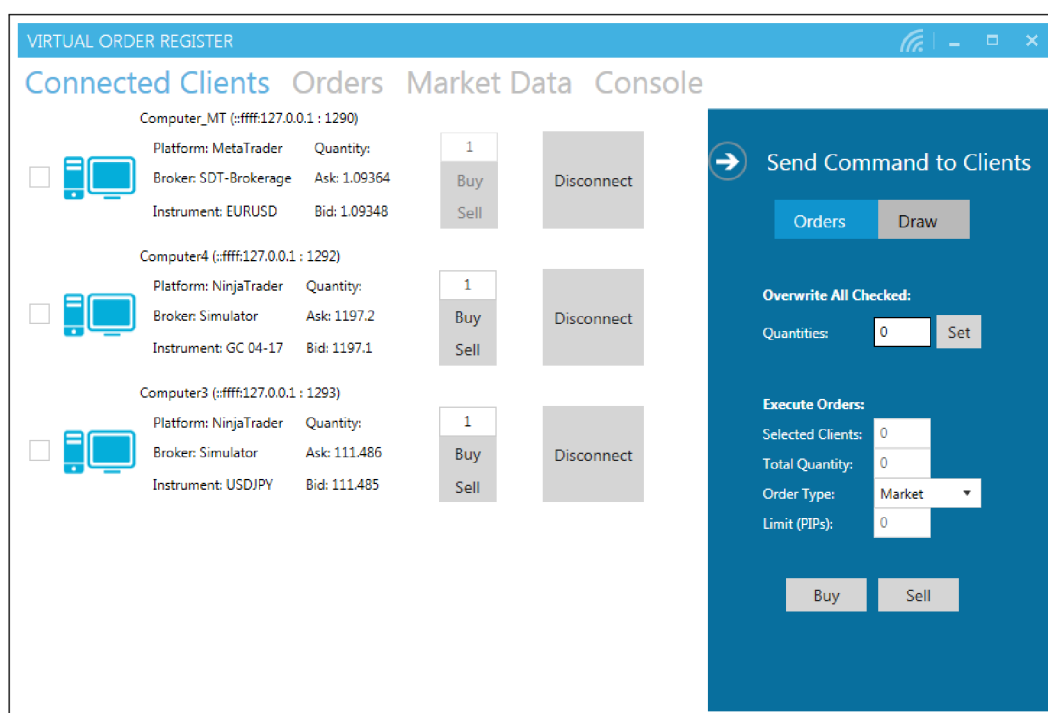 VIRTUAL ORDER REGISTER
Connected Clients Orders Market Data Console
Computer_MT (::ffff:127.0.0.1 : 1290)
Platform: MetaTrader Quantity: 1
Broker: SDT-Brokerage Ask: 1.09364 Buy Disconnect
Instrument: EURUSD Bid: 1.09348 Sell
Computer4 (::ffff:127.0.0.1 : 1292)
Platform: NinjaTrader Quantity: 1
Broker: Simulator Ask: 1197.2 Buy Disconnect
Instrument: GC 04-17 Bid: 1197.1 Sell
Computer3 (::ffff:127.0.0.1 : 1293)
Platform: NinjaTrader Quantity: 1
Broker: Simulator Ask: 111.486 Buy Disconnect
Instrument: USDJPY Bid: 111.485 Sell
Send Command to Clients
Orders Draw
Overwrite All Checked:
Quantities: 0 Set
Execute Orders:
Selected Clients: 0
Total Quantity: 0
Order Type: Market
Limit (PIPs): 0
Buy Sell